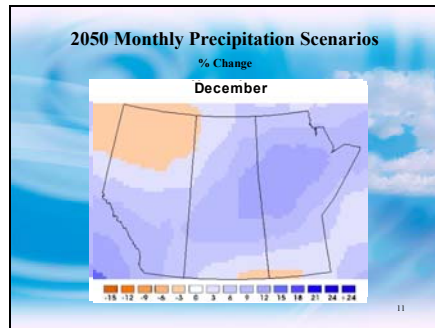 2050 Monthly Precipitation Scenarios
% Change
December
-15 -12 -9 -6 -3 0 3 6 9 12 15 18 21 24 >24
11